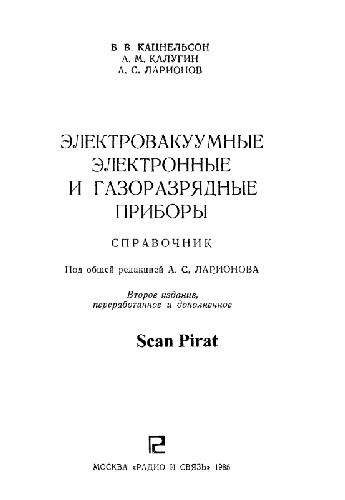 Б. В. КАЦНЕЛЬСОН
А. М. КАЛУГИН
А. С. ЛАРИОНОВ
ЭЛЕКТРОВАКУУМНЫЕ
ЭЛЕКТРОННЫЕ
И ГАЗОРАЗРЯДНЫЕ
ПРИБОРЫ
СПРАВОЧНИК
Под общей редакцией А. С. ЛАРИОНОВА
Второе издание,
переработанное и дополненное
Scan Pirat
МОСКВА «РАДИО И СВЯЗЬ» 1985